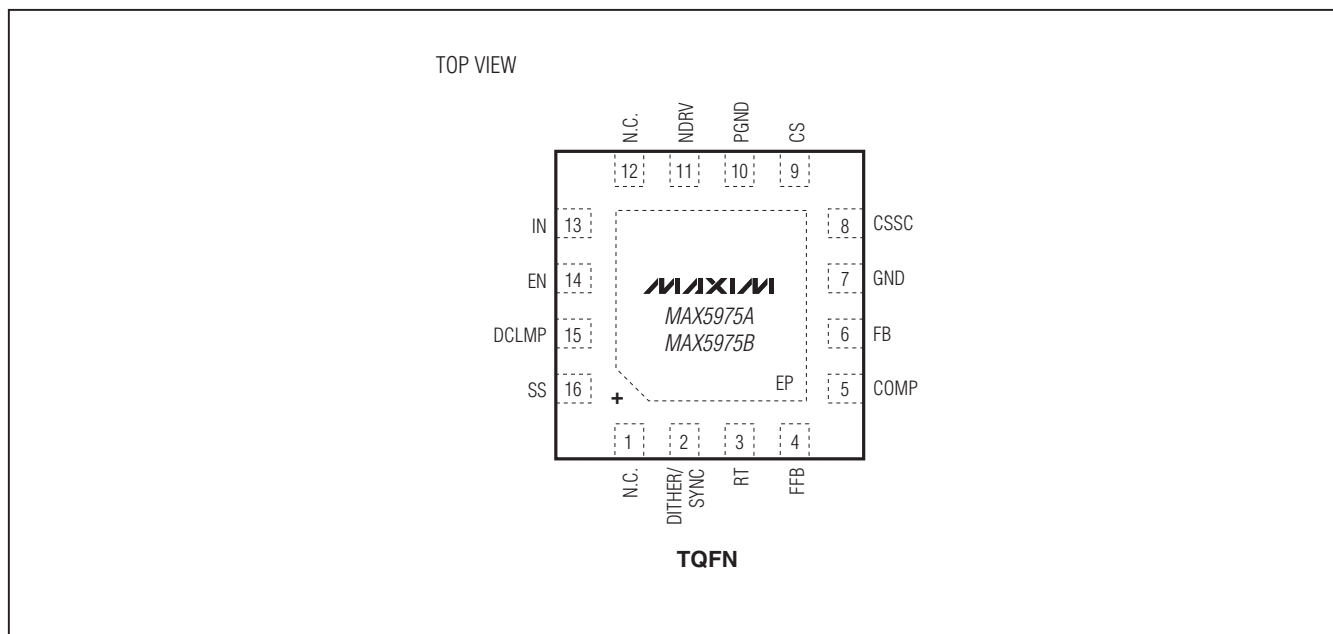 TOP VIEW
N.C. NDRV PGND CS
12 11 10 9
IN 13 8 CSSC
EN 14 7 GND
MAXIM
MAX5975A
DCLMP 15 6 FB
MAX5975B
SS 16 EP 5 COMP
+
1 2 3 4
N.C. DITHER/
SYNC RT FFB
TQFN